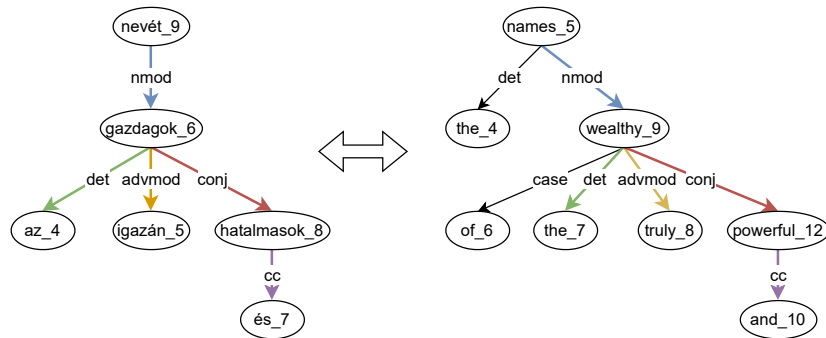 nevét_9 names_5
nmod det nmod
gazdagok_6 the_4 wealthy_9
det advmod conj case det advmod conj
az_4 igazán_5 hatalmasok_8 of_6 the_7 truly_8 powerful_12
cc cc
és_7 and_10